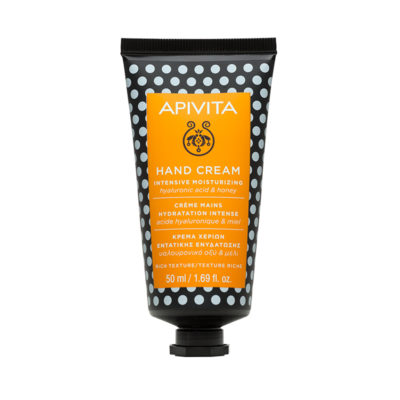 APIVITA
HAND CREAM
INTENSIVE MOISTURIZING
hyaluronic acid & honey
CRÈME MAINS
HYDRATATION INTENSE
acide hyaluronique & miel
ΚΡΕΜΑ ΧΕΡΙΩΝ
ΕΝΤΑΤΙΚΗΣ ΕΝΥΔΑΤΩΣΗΣ
υαλουρονικό οξύ & μέλι
RICH TEXTURE/TEXTURE RICHE
50 ml / 1.69 fl. oz.